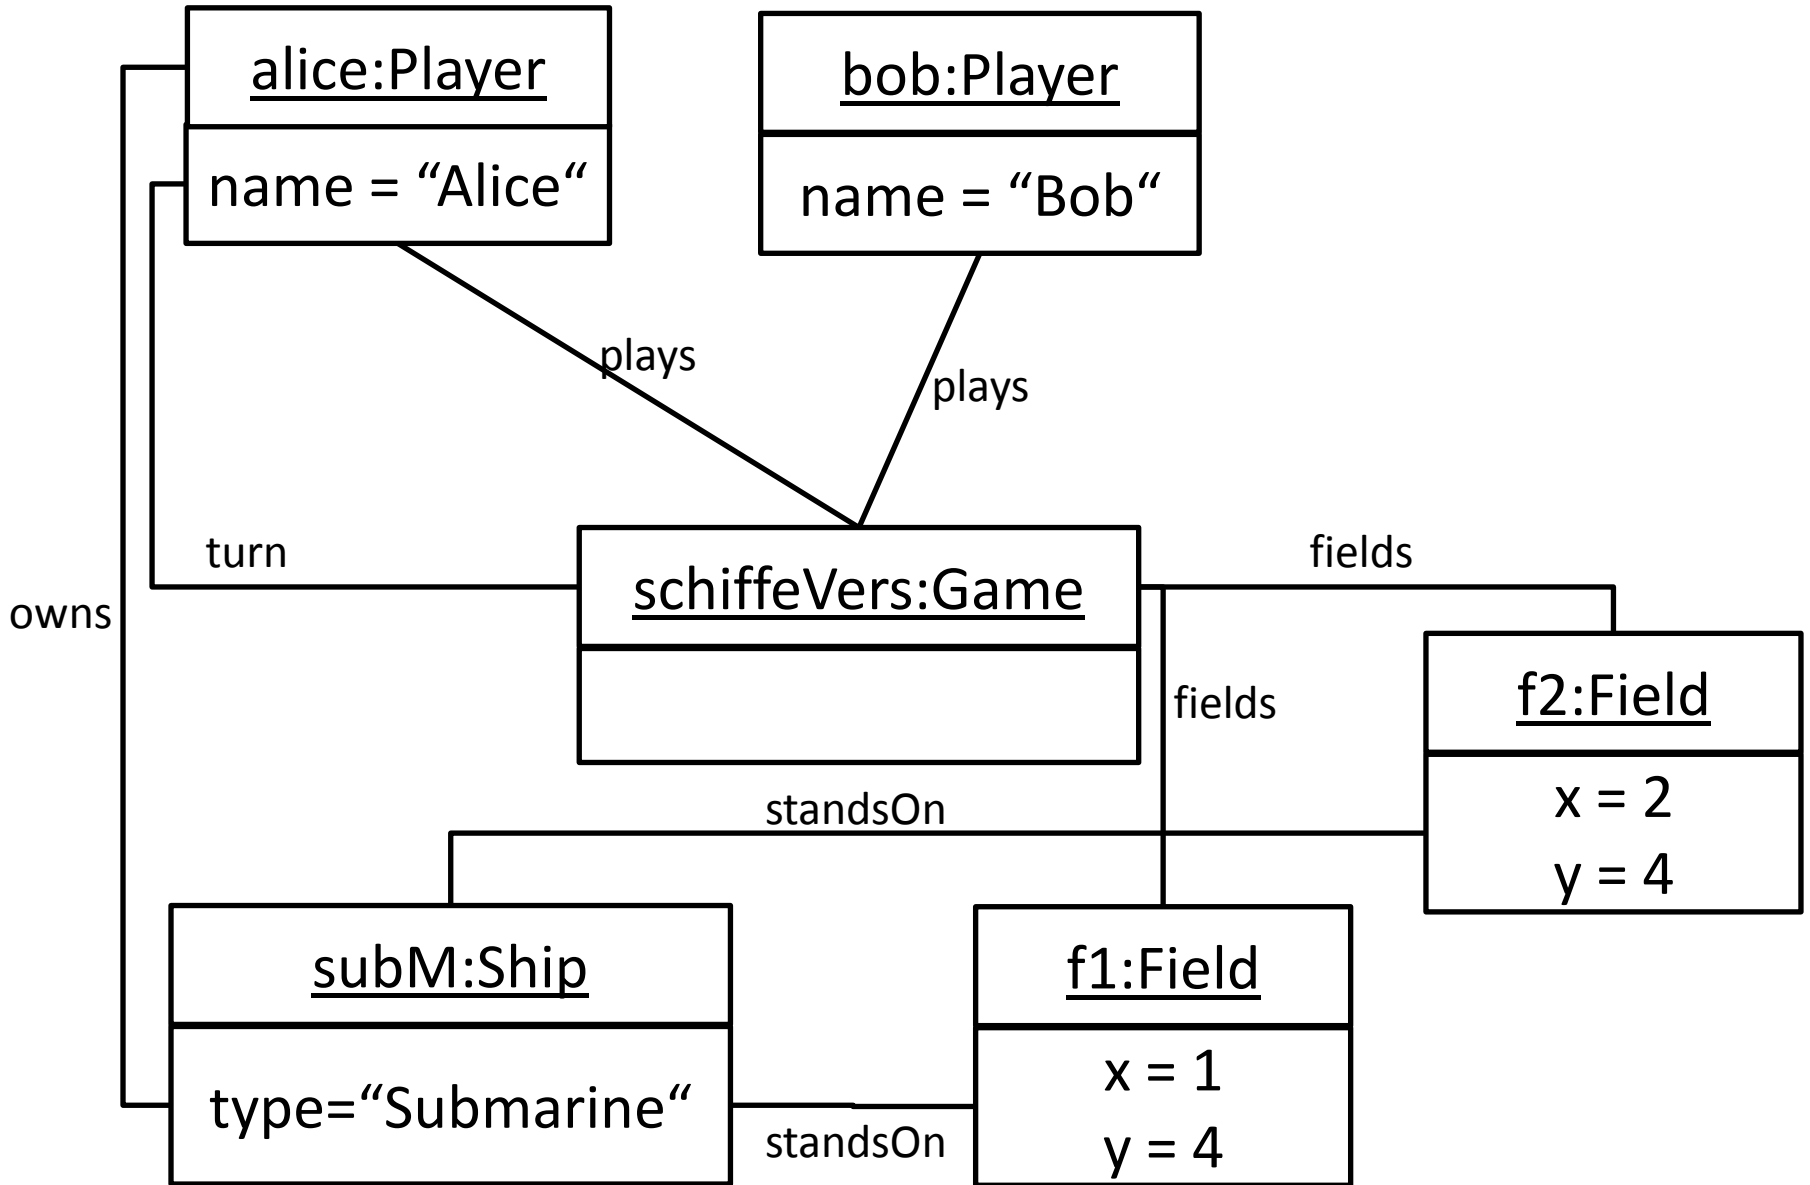 alice:Player
name = “Alice“
bob:Player
name = “Bob“
plays
plays
turn
owns
schiffeVers:Game
fields
fields
f2:Field
x = 2
y = 4
standsOn
subM:Ship
type=“Submarine“
standsOn
f1:Field
x = 1
y = 4